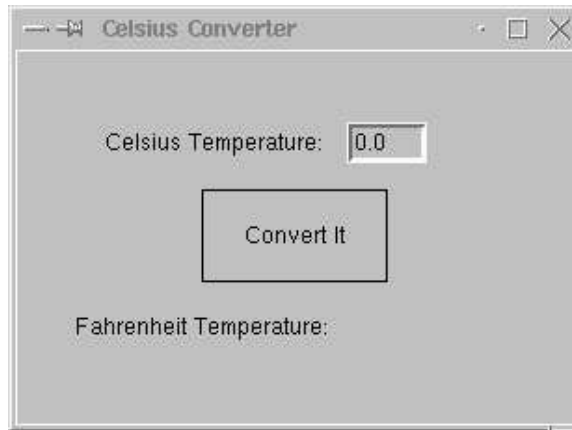 Celsius Converter
Celsius Temperature: 0.0
Convert It
Fahrenheit Temperature: